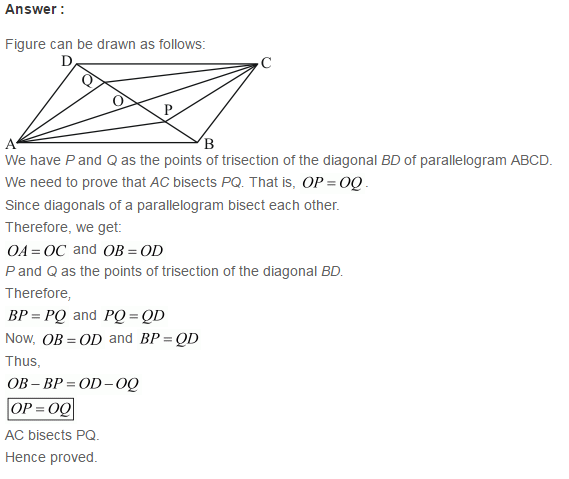 Answer :
Figure can be drawn as follows:
D
C
Q
O
P
A
B
We have P and Q as the points of trisection of the diagonal BD of parallelogram ABCD.
We need to prove that AC bisects PQ. That is, OP = OQ .
Since diagonals of a parallelogram bisect each other.
Therefore, we get:
OA = OC and OB = OD
P and Q as the points of trisection of the diagonal BD.
Therefore,
BP = PQ and PQ = QD
Now, OB = OD and BP = QD
Thus,
OB – BP = OD – OQ
OP = OQ
AC bisects PQ.
Hence proved.